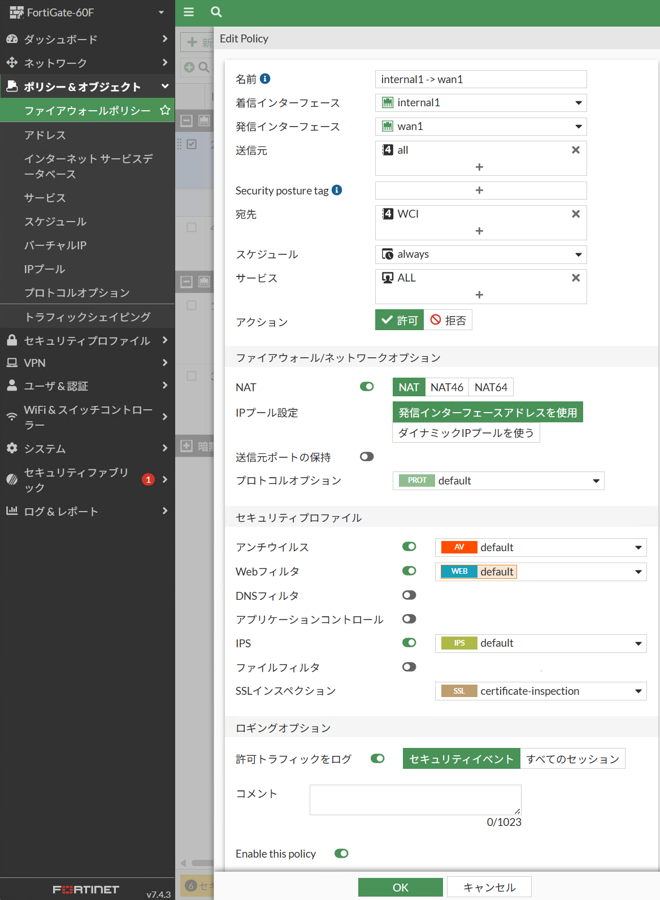 FortiGate-60F
ダッシュボード
ネットワーク
ポリシー & オブジェクト
ファイアウォールポリシー
アドレス
インターネット サービスデ
ータベース
サービス
スケジュール
バーチャルIP
IPプール
プロトコルオプション
トラフィックシェイピング
セキュリティプロファイル
VPN
ユーザ & 認証
WiFi & スイッチコントロー
ラー
システム
セキュリティファブリ
ック
1
ログ & レポート
FORTINET
v7.4.3
Edit Policy
名前
internal1 -> wan1
着信インターフェース
internal1
発信インターフェース
wan1
送信元
4 all
Security posture tag
宛先
4 WCI
スケジュール
always
サービス
ALL
アクション
許可
拒否
ファイアウォール/ネットワークオプション
NAT
NAT NAT46 NAT64
IPプール設定
発信インターフェースアドレスを使用
ダイナミックIPプールを使う
送信元ポートの保持
プロトコルオプション
PROT default
セキュリティプロファイル
アンチウイルス
AV default
Webフィルタ
WEB default
DNSフィルタ
アプリケーションコントロール
IPS
IPS default
ファイルフィルタ
SSLインスペクション
SSL certificate-inspection
ロギングオプション
許可トラフィックをログ
セキュリティイベント すべてのセッション
コメント
0/1023
Enable this policy
OK
キャンセル